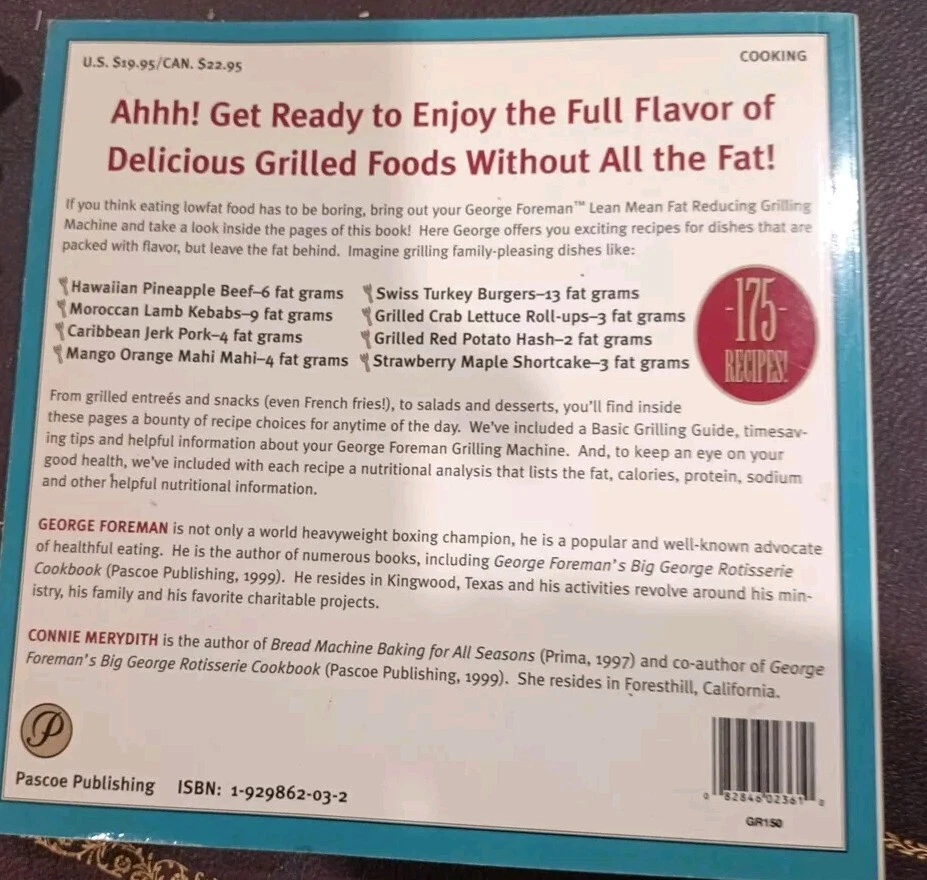 U.S. $19.95/CAN. $22.95
COOKING
Ahhh! Get Ready to Enjoy the Full Flavor of
Delicious Grilled Foods Without All the Fat!
If you think eating lowfat food has to be boring, bring out your George Foreman™ Lean Mean Fat Reducing Grilling
Machine and take a look inside the pages of this book! Here George offers you exciting recipes for dishes that are
packed with flavor, but leave the fat behind. Imagine grilling family-pleasing dishes like:
Hawaiian Pineapple Beef–6 fat grams
Moroccan Lamb Kebabs–9 fat grams
Caribbean Jerk Pork–4 fat grams
Mango Orange Mahi Mahi–4 fat grams
Swiss Turkey Burgers–13 fat grams
Grilled Crab Lettuce Roll-ups–3 fat grams
Grilled Red Potato Hash–2 fat grams
Strawberry Maple Shortcake–3 fat grams
-175-
RECIPES!
From grilled entreés and snacks (even French fries!), to salads and desserts, you'll find inside
these pages a bounty of recipe choices for anytime of the day. We've included a Basic Grilling Guide, timesav-
ing tips and helpful information about your George Foreman Grilling Machine. And, to keep an eye on your
good health, we've included with each recipe a nutritional analysis that lists the fat, calories, protein, sodium
and other helpful nutritional information.
GEORGE FOREMAN is not only a world heavyweight boxing champion, he is a popular and well-known advocate
of healthful eating. He is the author of numerous books, including George Foreman's Big George Rotisserie
Cookbook (Pascoe Publishing, 1999). He resides in Kingwood, Texas and his activities revolve around his min-
istry, his family and his favorite charitable projects.
CONNIE MERYDITH is the author of Bread Machine Baking for All Seasons (Prima, 1997) and co-author of George
Foreman's Big George Rotisserie Cookbook (Pascoe Publishing, 1999). She resides in Foresthill, California.
P
Pascoe Publishing ISBN: 1-929862-03-2
0 82846 02361 0
GR150